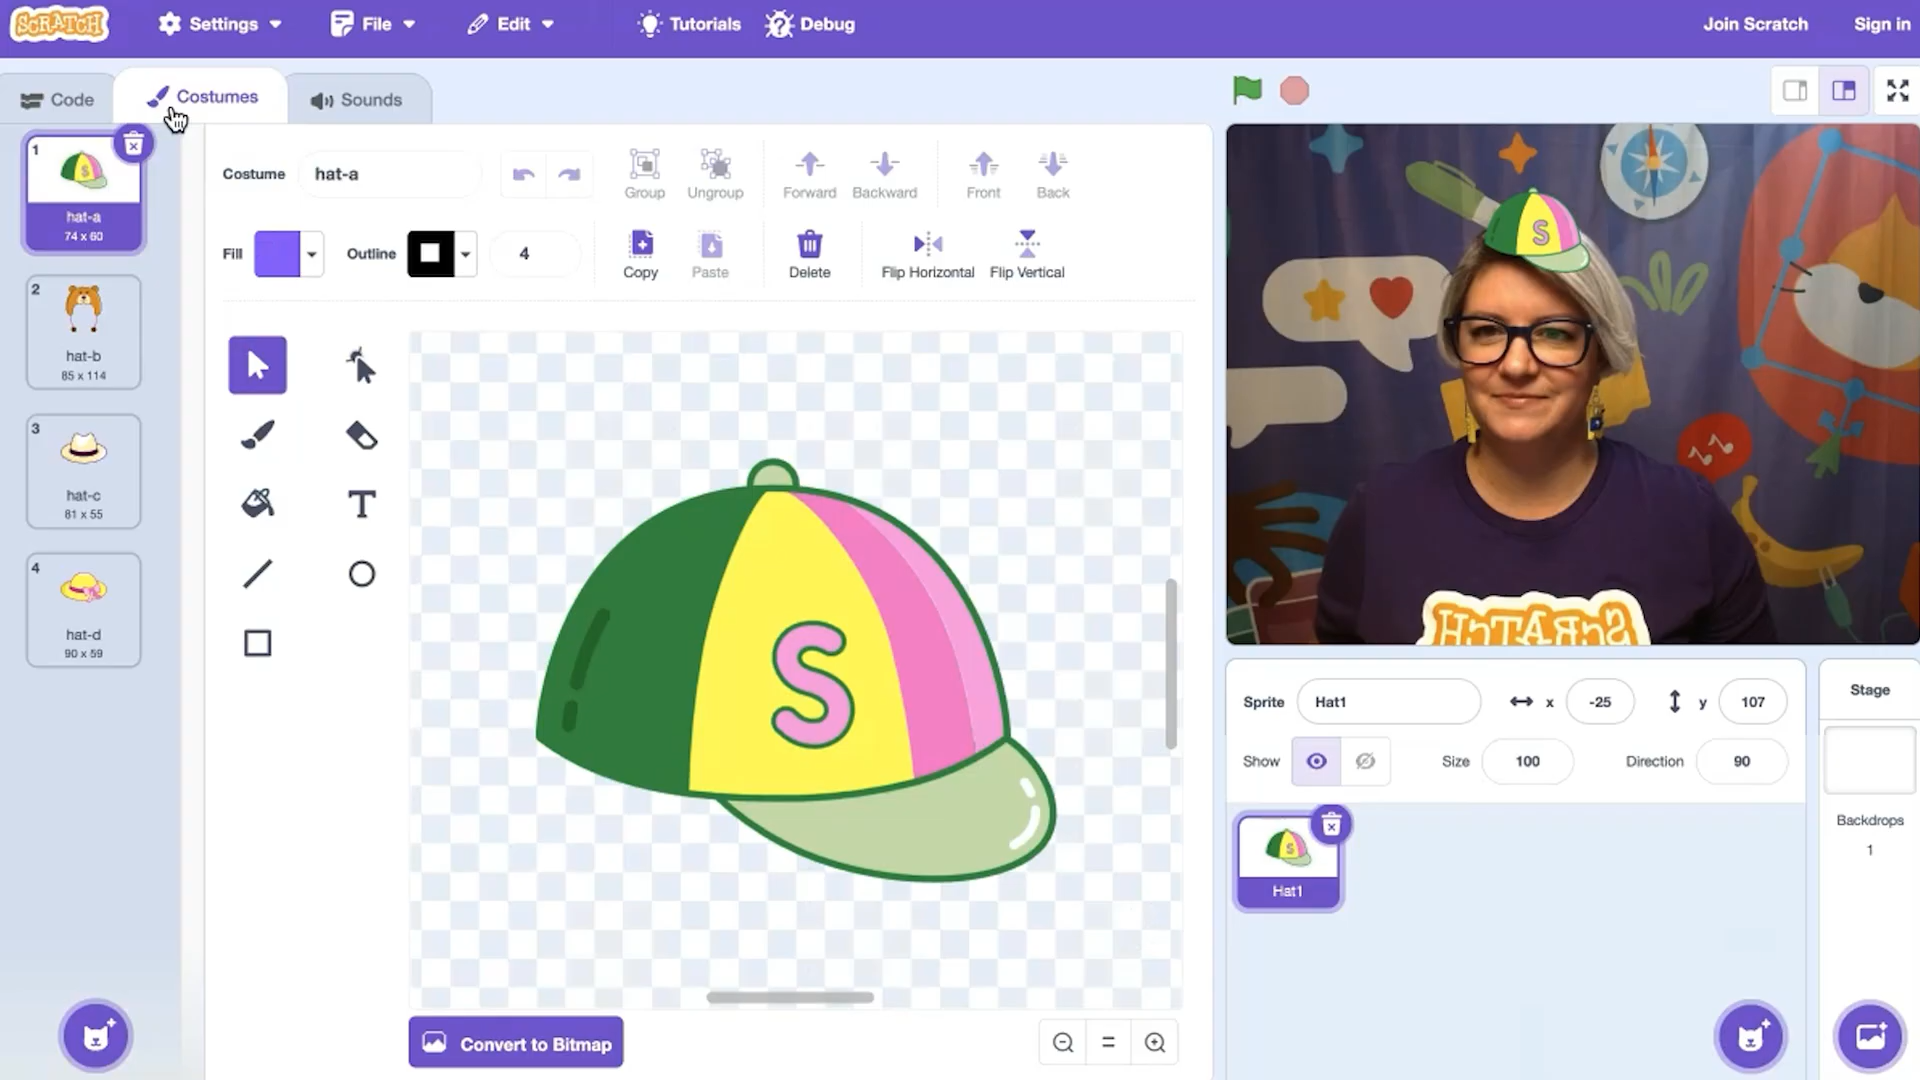 SCRATCH
Settings
File
Edit
Tutorials
Debug
Join Scratch
Sign in
Code
Costumes
Sounds
1
hat-a
74 x 60
2
hat-b
85 x 114
3
hat-c
81 x 55
4
hat-d
90 x 59
Costume
hat-a
Group
Ungroup
Forward
Backward
Front
Back
Fill
Outline
4
Copy
Paste
Delete
Flip Horizontal
Flip Vertical
T
S
Convert to Bitmap
S
SCRATCH
Sprite
Hat1
x
-25
y
107
Show
Size
100
Direction
90
S
Hat1
Stage
Backdrops
1